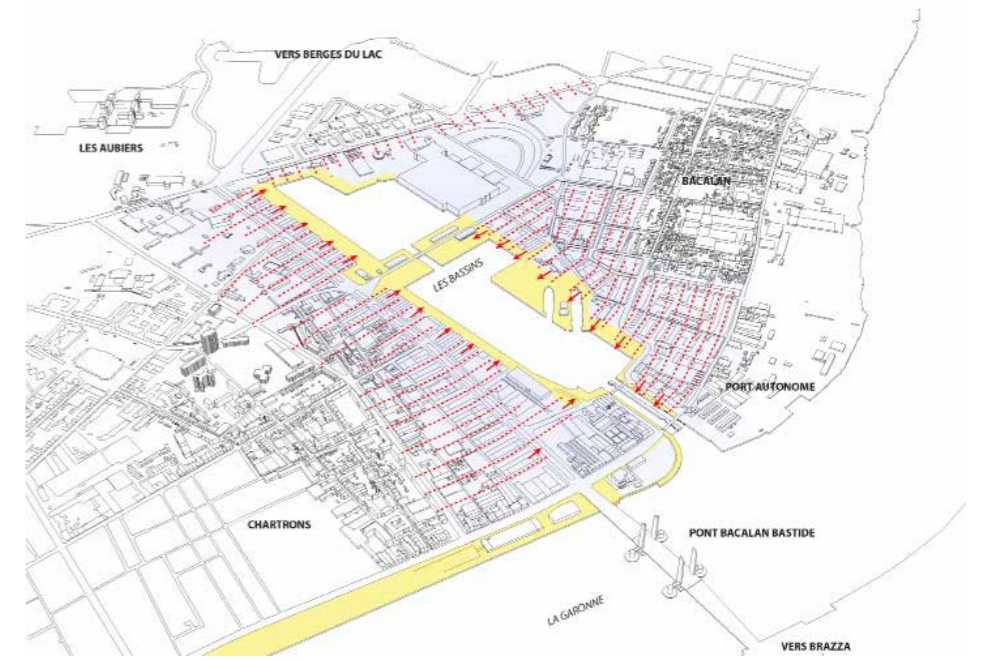 VERS BERGES DU LAC
LES AUBIERS
BACALAN
LES BASSINS
PORT AUTONOME
CHARTRONS
PONT BACALAN BASTIDE
LA GARONNE
VERS BRAZZA